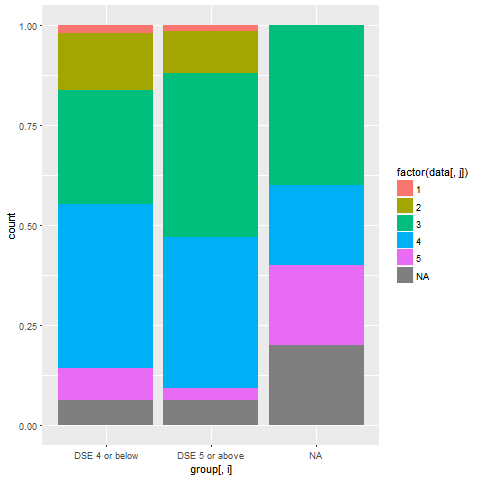 1.00
0.75
0.50
0.25
0.00
count
DSE 4 or below
DSE 5 or above
NA
group[, i]
factor(data[, j])
1
2
3
4
5
NA